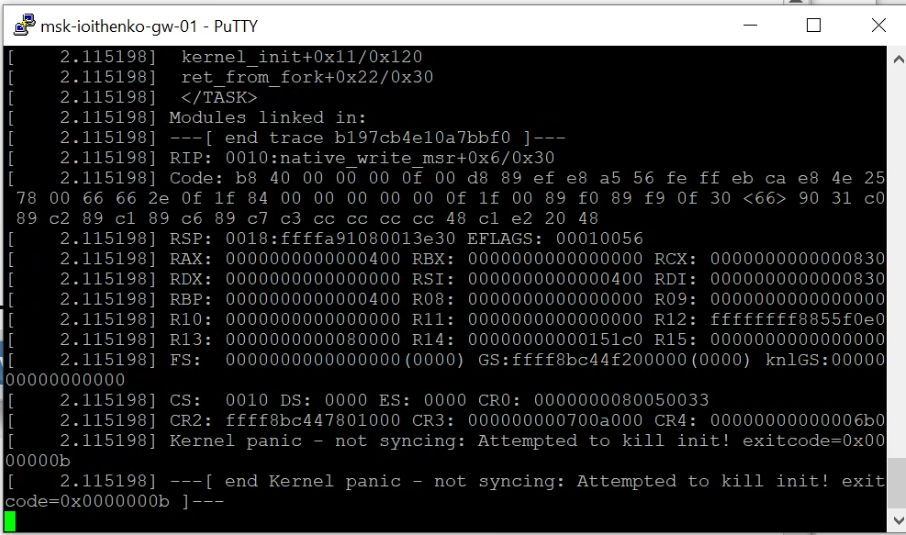 msk-ioithenko-gw-01 - PuTTY
[    2.115198]  kernel_init+0x11/0x120
[    2.115198]  ret_from_fork+0x22/0x30
[    2.115198]  </TASK>
[    2.115198] Modules linked in:
[    2.115198] ---[ end trace b197cb4e10a7bbf0 ]---
[    2.115198] RIP: 0010:native_write_msr+0x6/0x30
[    2.115198] Code: b8 40 00 00 00 0f 00 d8 89 ef e8 a5 56 fe ff eb ca e8 4e 25
78 00 66 66 2e 0f 1f 84 00 00 00 00 00 0f 1f 00 89 f0 89 f9 0f 30 <66> 90 31 c0
89 c2 89 c1 89 c6 89 c7 c3 cc cc cc cc 48 c1 e2 20 48
[    2.115198] RSP: 0018:ffffa91080013e30 EFLAGS: 00010056
[    2.115198] RAX: 0000000000000400 RBX: 0000000000000000 RCX: 0000000000000830
[    2.115198] RDX: 0000000000000000 RSI: 0000000000000400 RDI: 0000000000000830
[    2.115198] RBP: 0000000000000400 R08: 0000000000000000 R09: 0000000000000000
[    2.115198] R10: 0000000000000000 R11: 0000000000000000 R12: ffffffff8855f0e0
[    2.115198] R13: 0000000000080000 R14: 00000000000151c0 R15: 0000000000000000
[    2.115198] FS:  0000000000000000(0000) GS:ffff8bc44f200000(0000) knlGS:00000
00000000000
[    2.115198] CS:  0010 DS: 0000 ES: 0000 CR0: 0000000080050033
[    2.115198] CR2: ffff8bc447801000 CR3: 000000000700a000 CR4: 00000000000006b0
[    2.115198] Kernel panic - not syncing: Attempted to kill init! exitcode=0x00
00000b
[    2.115198] ---[ end Kernel panic - not syncing: Attempted to kill init! exit
code=0x0000000b ]---